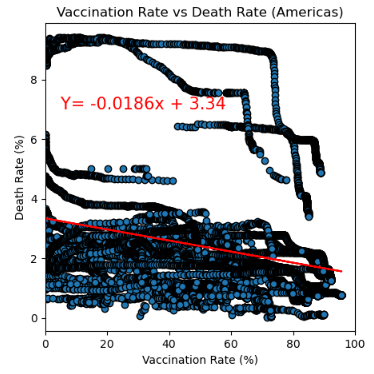 Vaccination Rate vs Death Rate (Americas)
Y= -0.0186x + 3.34
Death Rate (%)
8
6
4
2
0
0 20 40 60 80 100
Vaccination Rate (%)